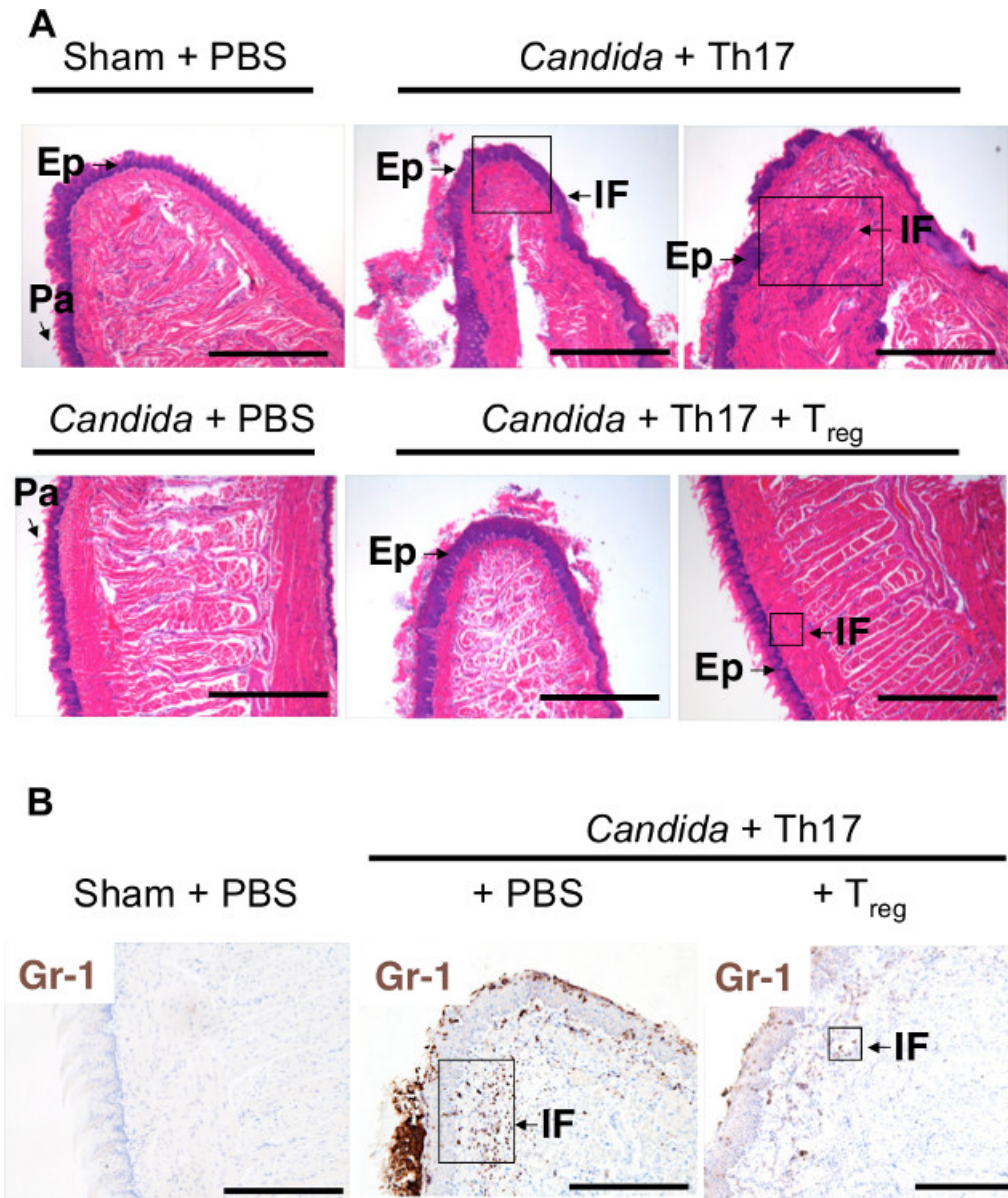 A
Sham + PBS
Candida + Th17
Ep
Pa
Ep
IF
Ep
IF
Candida + PBS
Candida + Th17 + Treg
Pa
Ep
Ep
IF
B
Candida + Th17
Sham + PBS
+ PBS
+ Treg
Gr-1
Gr-1
IF
Gr-1
IF